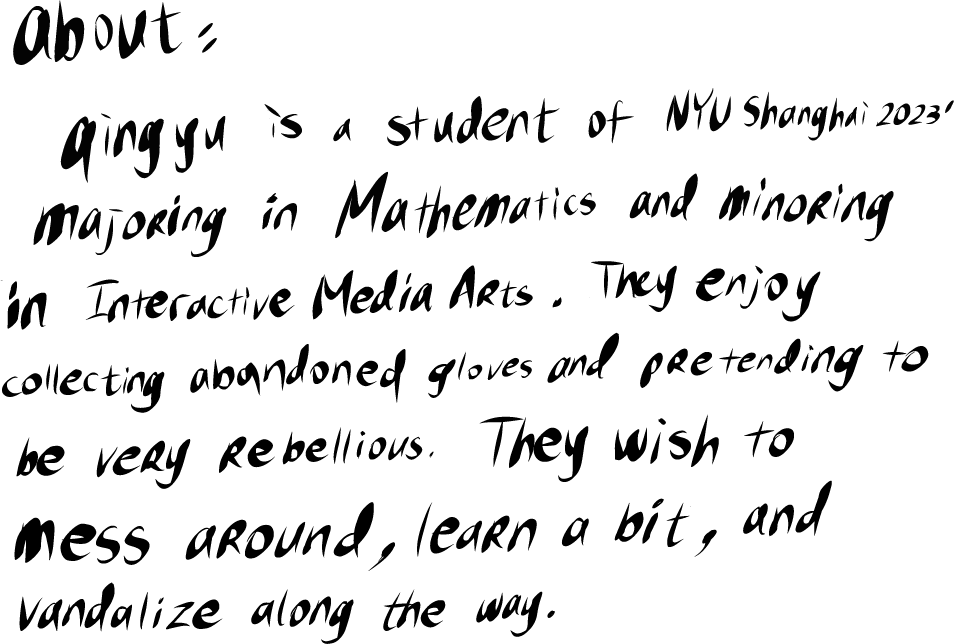 about:
qingyu is a student of NYU Shanghai 2023'
majoring in Mathematics and minoring
in Interactive Media Arts. They enjoy
collecting abandoned gloves and pretending to
be very rebellious. They wish to
mess around, learn a bit, and
vandalize along the way.